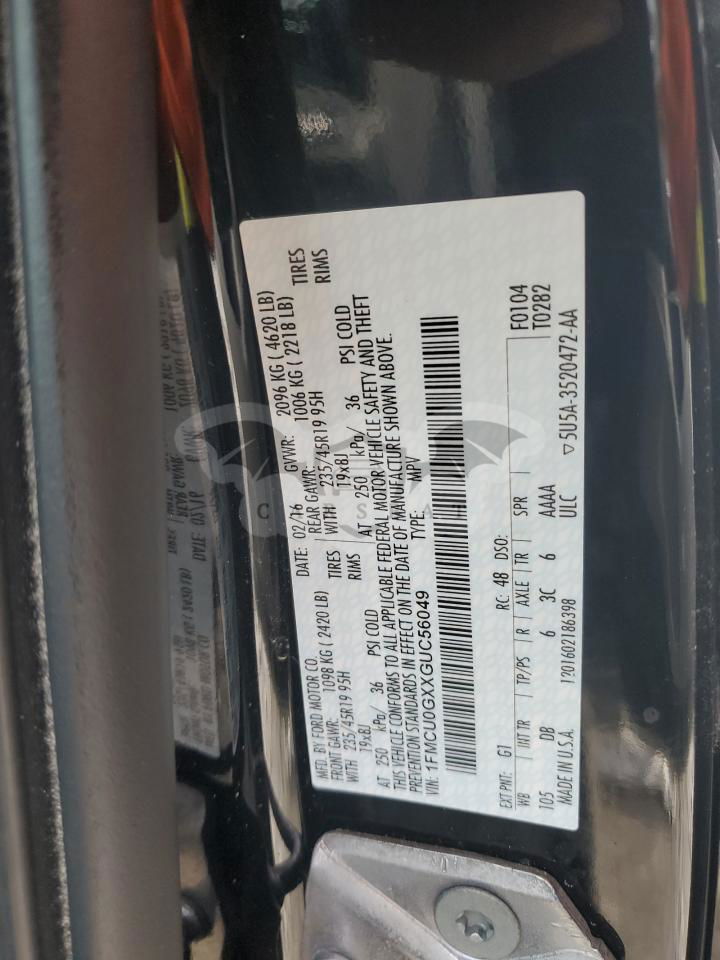 MFD. BY FORD MOTOR CO.
DATE: 02/16 GVWR: 2096 KG ( 4620 LB)
FRONT GAWR: 1098 KG ( 2420 LB) REAR GAWR: 1006 KG ( 2218 LB)
WITH 235/45R19 95H TIRES WITH 235/45R19 95H TIRES
19x8J RIMS 19x8J RIMS
AT 250 kPa/ 36 PSI COLD AT 250 kPa/ 36 PSI COLD
THIS VEHICLE CONFORMS TO ALL APPLICABLE FEDERAL MOTOR VEHICLE SAFETY AND THEFT
PREVENTION STANDARDS IN EFFECT ON THE DATE OF MANUFACTURE SHOWN ABOVE.
VIN: 1FMCU0GXXGUC56049 TYPE: MPV
EXT PNT: G1 RC: 48 DSO: F0104
WB INT TR TP/PS R AXLE TR SPR T0282
105 DB 6 3C 6 AAAA
MADE IN U.S.A. 1201602186398 ULC
5U5A-3520472-AA